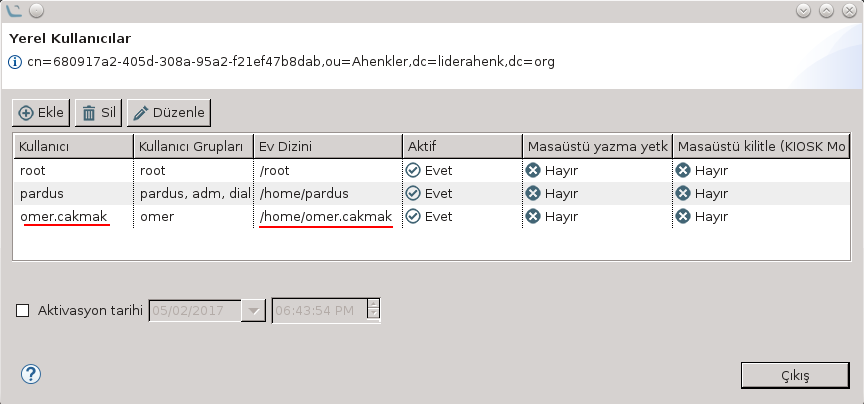 Yerel Kullanıcılar
cn=680917a2-405d-308a-95a2-f21ef47b8dab,ou=Ahenkler,dc=liderahenk,dc=org
Ekle Sil Düzenle
Kullanıcı Kullanıcı Grupları Ev Dizini Aktif Masaüstü yazma yetk Masaüstü kilitle (KIOSK Mo
root root /root Evet Hayır Hayır
pardus pardus, adm, dial /home/pardus Evet Hayır Hayır
omer.cakmak omer /home/omer.cakmak Evet Hayır Hayır
Aktivasyon tarihi 05/02/2017 06:43:54 PM
Çıkış